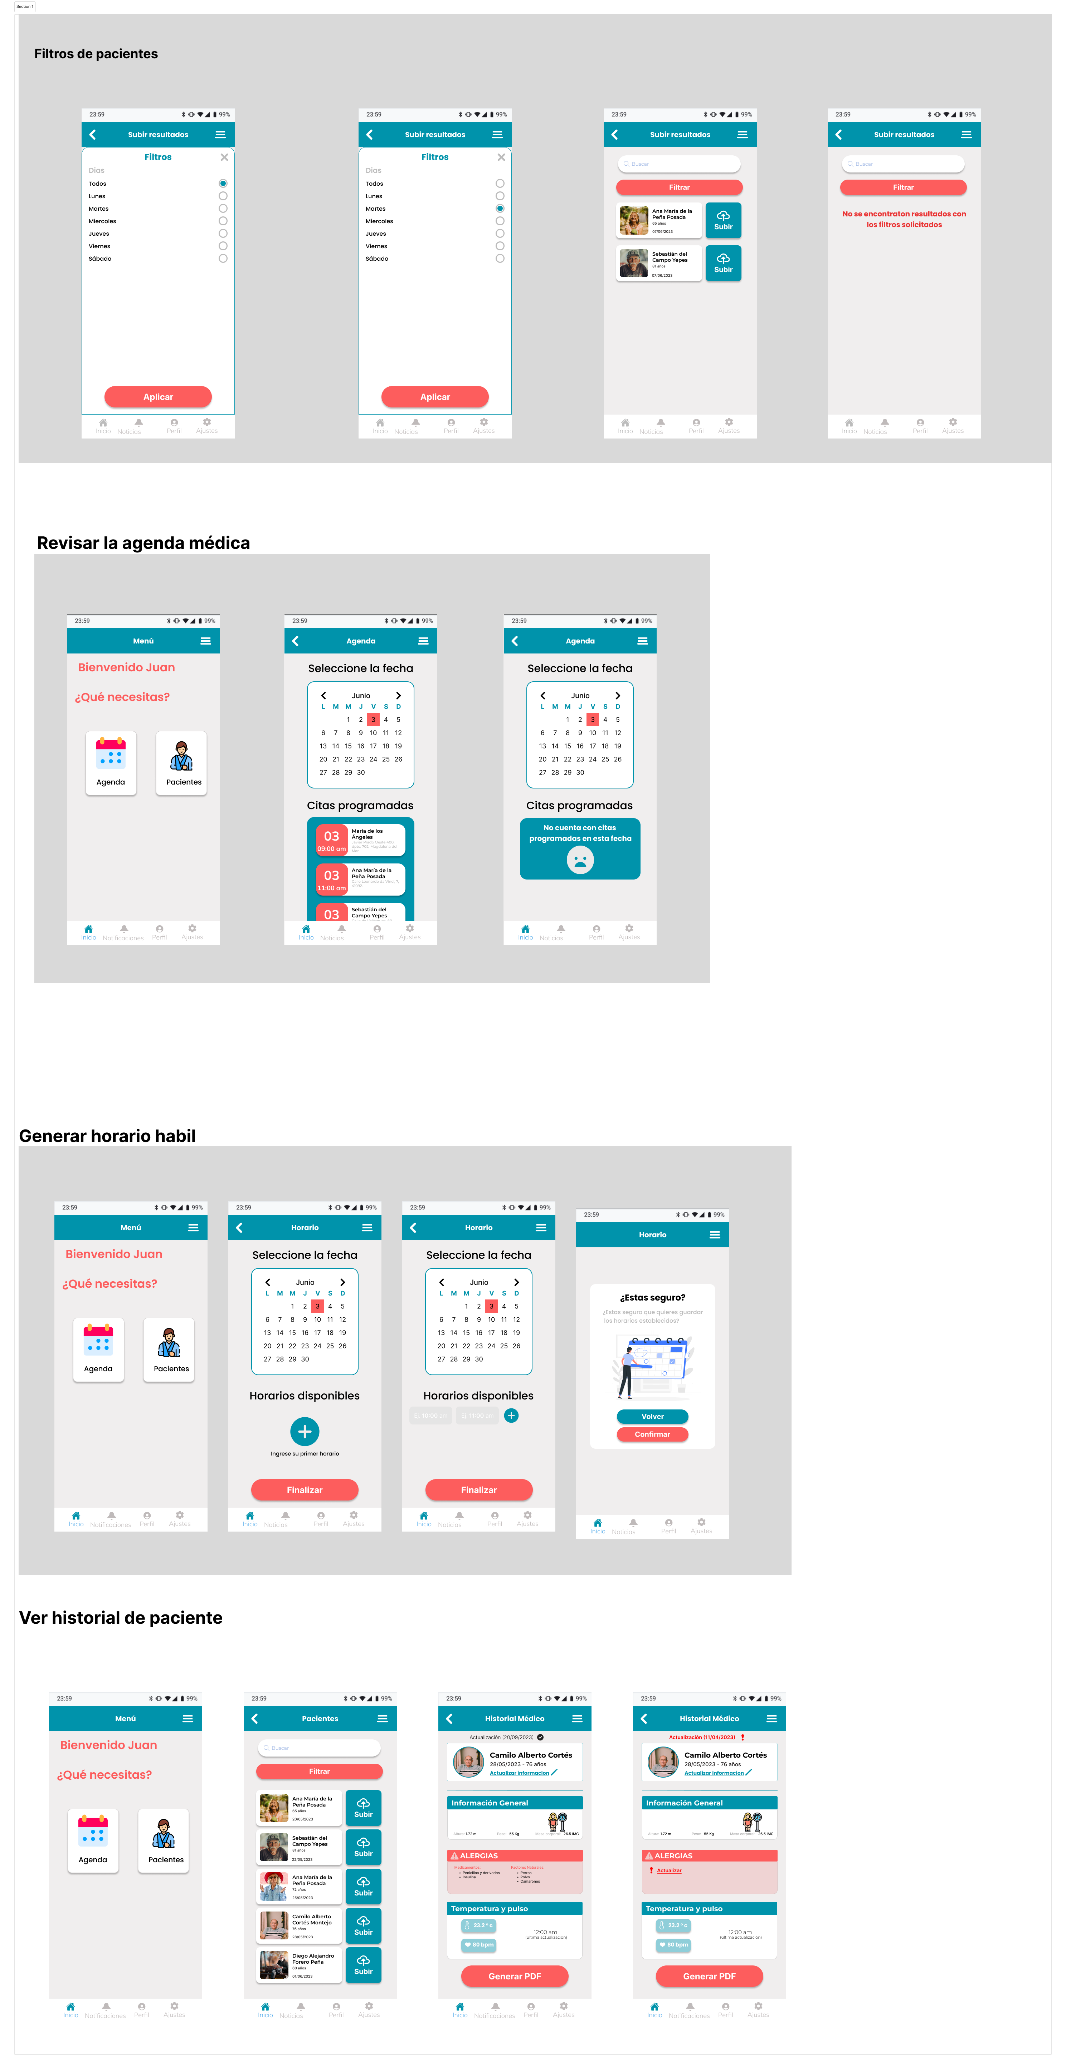 Filtros de pacientes
23:59
99%
Subir resultados
Filtros
Días
Todos
Lunes
Martes
Miercoles
Jueves
Viernes
Sábado
Aplicar
Inicio
Noticias
Perfil
Ajustes
23:59
99%
Subir resultados
Filtros
Días
Todos
Lunes
Martes
Miercoles
Jueves
Viernes
Sábado
Aplicar
Inicio
Noticias
Perfil
Ajustes
23:59
99%
Subir resultados
Buscar
Filtrar
Ana María de la
Peña Posada
Subir
Sebastián del
Campo Yepes
Subir
Inicio
Noticias
Perfil
Ajustes
23:59
99%
Subir resultados
Buscar
Filtrar
No se encontraton resultados con
los filtros solicitados
Inicio
Noticias
Perfil
Ajustes
Revisar la agenda médica
23:59
99%
Menú
Bienvenido Juan
¿Qué necesitas?
Agenda
Pacientes
Inicio
Notificaciones
Perfil
Ajustes
23:59
99%
Agenda
Seleccione la fecha
Junio
L M M J V S D
1 2 3 4 5
6 7 8 9 10 11 12
13 14 15 16 17 18 19
20 21 22 23 24 25 26
27 28 29 30
Citas programadas
03
09:00 am
María de los
Ángeles
03
11:00 am
Ana María de la
Peña Posada
03
Sebastián del
Campo Yepes
Inicio
Noticias
Perfil
Ajustes
23:59
99%
Agenda
Seleccione la fecha
Junio
L M M J V S D
1 2 3 4 5
6 7 8 9 10 11 12
13 14 15 16 17 18 19
20 21 22 23 24 25 26
27 28 29 30
Citas programadas
No cuenta con citas
programadas en esta fecha
Inicio
Noticias
Perfil
Ajustes
Generar horario habil
23:59
99%
Menú
Bienvenido Juan
¿Qué necesitas?
Agenda
Pacientes
Inicio
Notificaciones
Perfil
Ajustes
23:59
99%
Horario
Seleccione la fecha
Junio
L M M J V S D
1 2 3 4 5
6 7 8 9 10 11 12
13 14 15 16 17 18 19
20 21 22 23 24 25 26
27 28 29 30
Horarios disponibles
Ingrese su primer horario
Finalizar
Inicio
Noticias
Perfil
Ajustes
23:59
99%
Horario
Seleccione la fecha
Junio
L M M J V S D
1 2 3 4 5
6 7 8 9 10 11 12
13 14 15 16 17 18 19
20 21 22 23 24 25 26
27 28 29 30
Horarios disponibles
Finalizar
Inicio
Noticias
Perfil
Ajustes
23:59
99%
Horario
¿Estas seguro?
¿Estas seguro que quieres guardar
los horarios establecidos?
Volver
Confirmar
Inicio
Noticias
Perfil
Ajustes
Ver historial de paciente
23:59
99%
Menú
Bienvenido Juan
¿Qué necesitas?
Agenda
Pacientes
Inicio
Notificaciones
Perfil
Ajustes
23:59
99%
Pacientes
Buscar
Filtrar
Ana María de la
Peña Posada
Subir
Sebastián del
Campo Yepes
Subir
Ana María de la
Peña Posada
Subir
Camilo Alberto
Cortés Montejo
Subir
Diego Alejandro
Forero Peña
Subir
Inicio
Noticias
Perfil
Ajustes
23:59
99%
Historial Médico
Actualización (20/09/2023)
Camilo Alberto Cortés
28/05/2023 - 76 años
Actualizar informacion
Información General
ALERGIAS
Temperatura y pulso
80 bpm
12:00 am
Generar PDF
Inicio
Notificaciones
Perfil
Ajustes
23:59
99%
Historial Médico
Actualización (11/04/2023)
Camilo Alberto Cortés
28/05/2023 - 76 años
Actualizar informacion
Información General
ALERGIAS
Actualizar
Temperatura y pulso
80 bpm
12:00 am
Generar PDF
Inicio
Notificaciones
Perfil
Ajustes